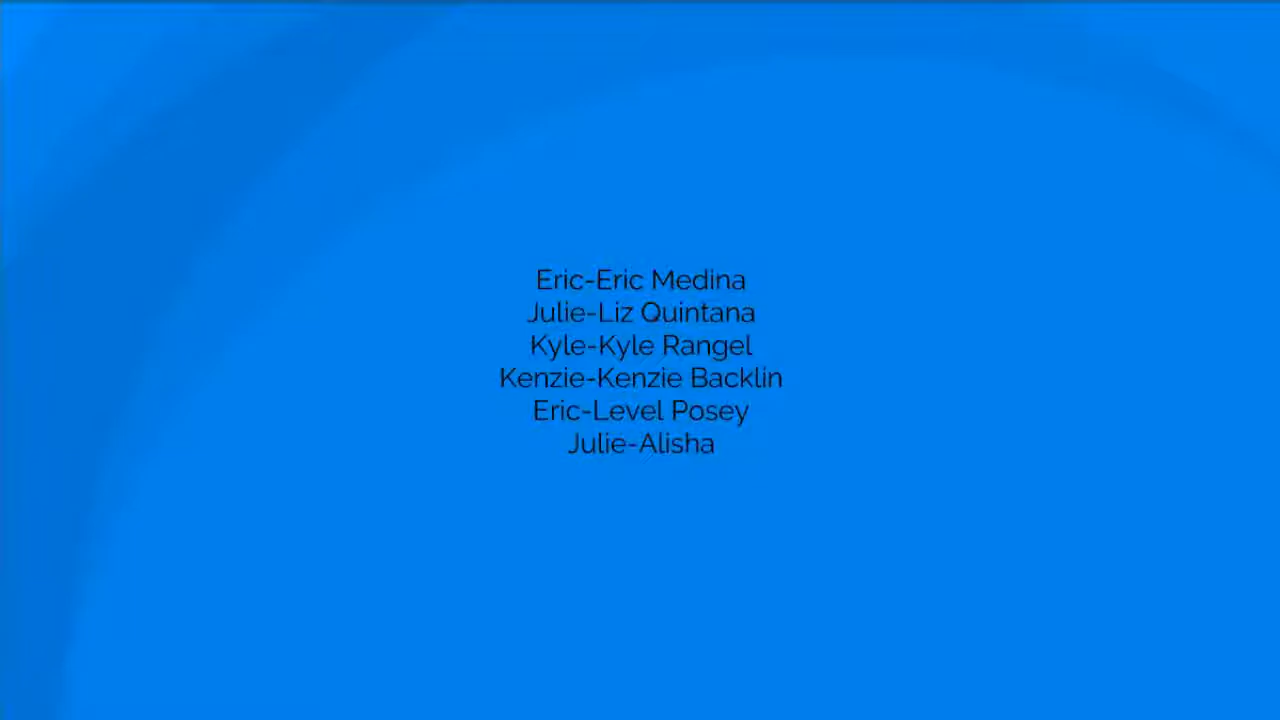 Eric-Eric Medina
Julie-Liz Quintana
Kyle-Kyle Rangel
Kenzie-Kenzie Backlin
Eric-Level Posey
Julie-Alisha